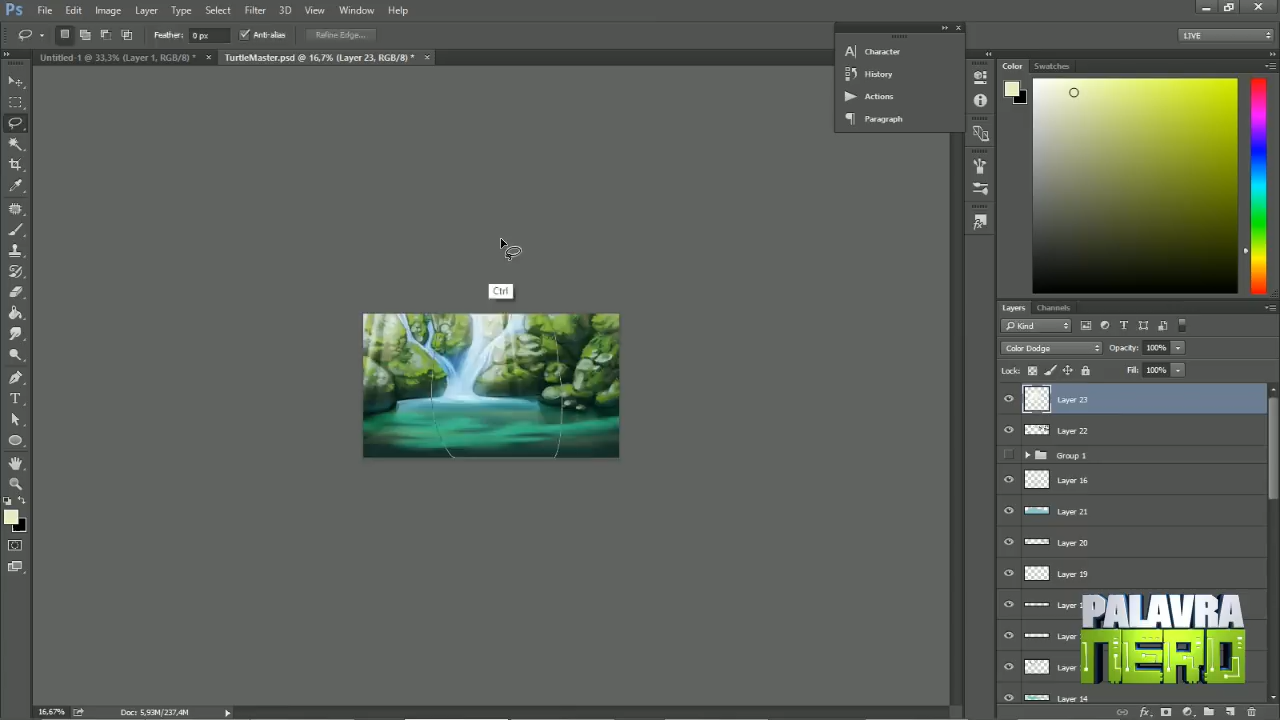 Ps File Edit Image Layer Type Select Filter 3D View Window Help
Feather: 0 px Anti-alias Refine Edge... LIVE
Untitled-1 @ 33,3% (Layer 1, RGB/8) * × TurtleMaster.psd @ 16,7% (Layer 23, RGB/8) * ×
Character
History
Actions
Paragraph
Color Swatches
Ctrl
Layers Channels
Kind
Color Dodge Opacity: 100%
Lock: Fill: 100%
Layer 23
Layer 22
Group 1
Layer 16
Layer 21
Layer 20
Layer 19
Layer 14
PALAVRA
NERD
16,67% Doc: 5,93M/237,4M